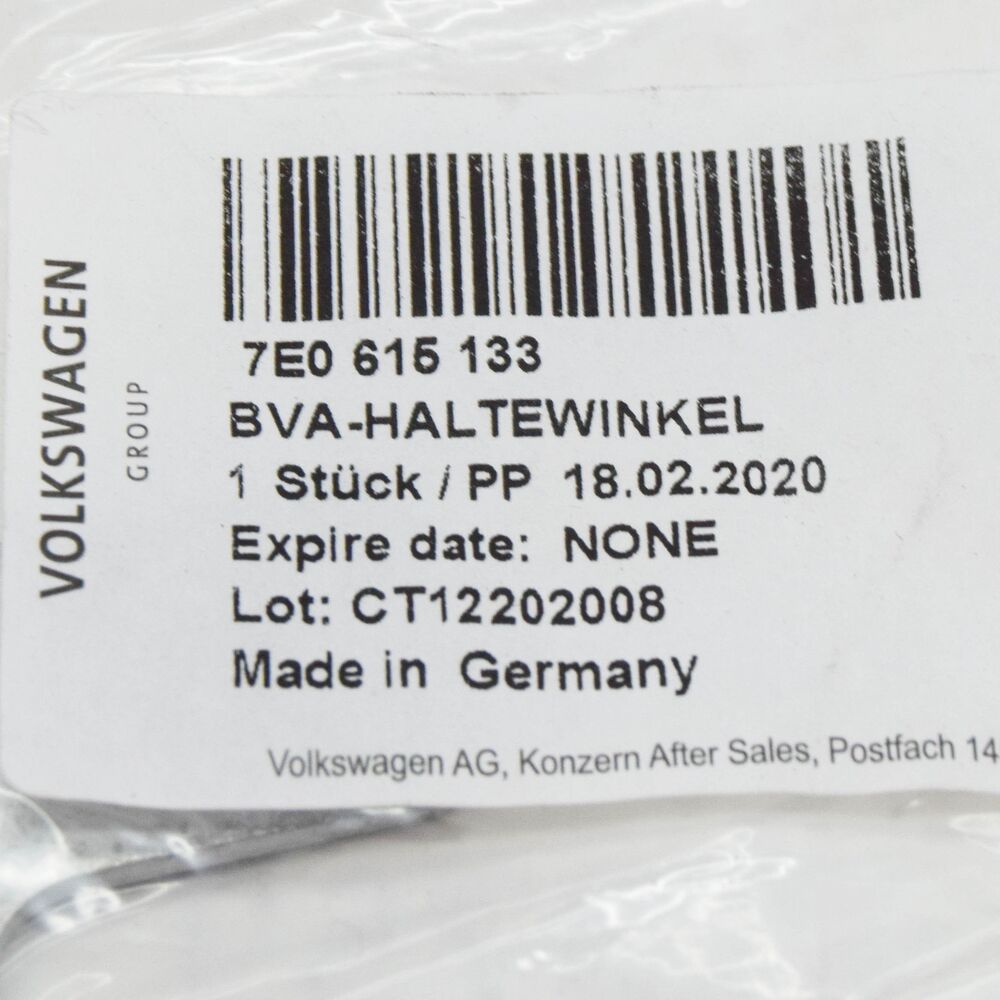 VOLKSWAGEN
GROUP
7E0 615 133
BVA-HALTEWINKEL
1 Stück / PP 18.02.2020
Expire date: NONE
Lot: CT12202008
Made in Germany
Volkswagen AG, Konzern After Sales, Postfach 14